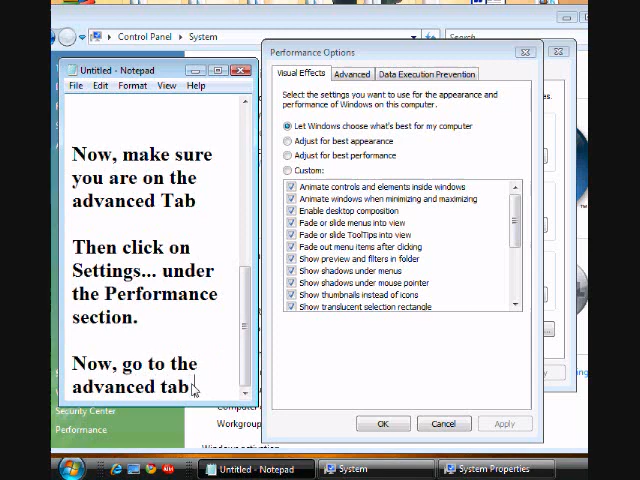 Control Panel
System
Search
Performance Options
Untitled - Notepad
File Edit Format View Help
Visual Effects Advanced Data Execution Prevention
Select the settings you want to use for the appearance and
performance of Windows on this computer.
Let Windows choose what's best for my computer
Adjust for best appearance
Adjust for best performance
Custom:
Animate controls and elements inside windows
Animate windows when minimizing and maximizing
Enable desktop composition
Fade or slide menus into view
Fade or slide ToolTips into view
Fade out menu items after clicking
Show preview and filters in folder
Show shadows under menus
Show shadows under mouse pointer
Show thumbnails instead of icons
Show translucent selection rectangle
Now, make sure
you are on the
advanced Tab
Then click on
Settings... under
the Performance
section.
Now, go to the
advanced tab
OK Cancel Apply
Security Center
Performance
Workgroup
Untitled - Notepad
System
System Properties